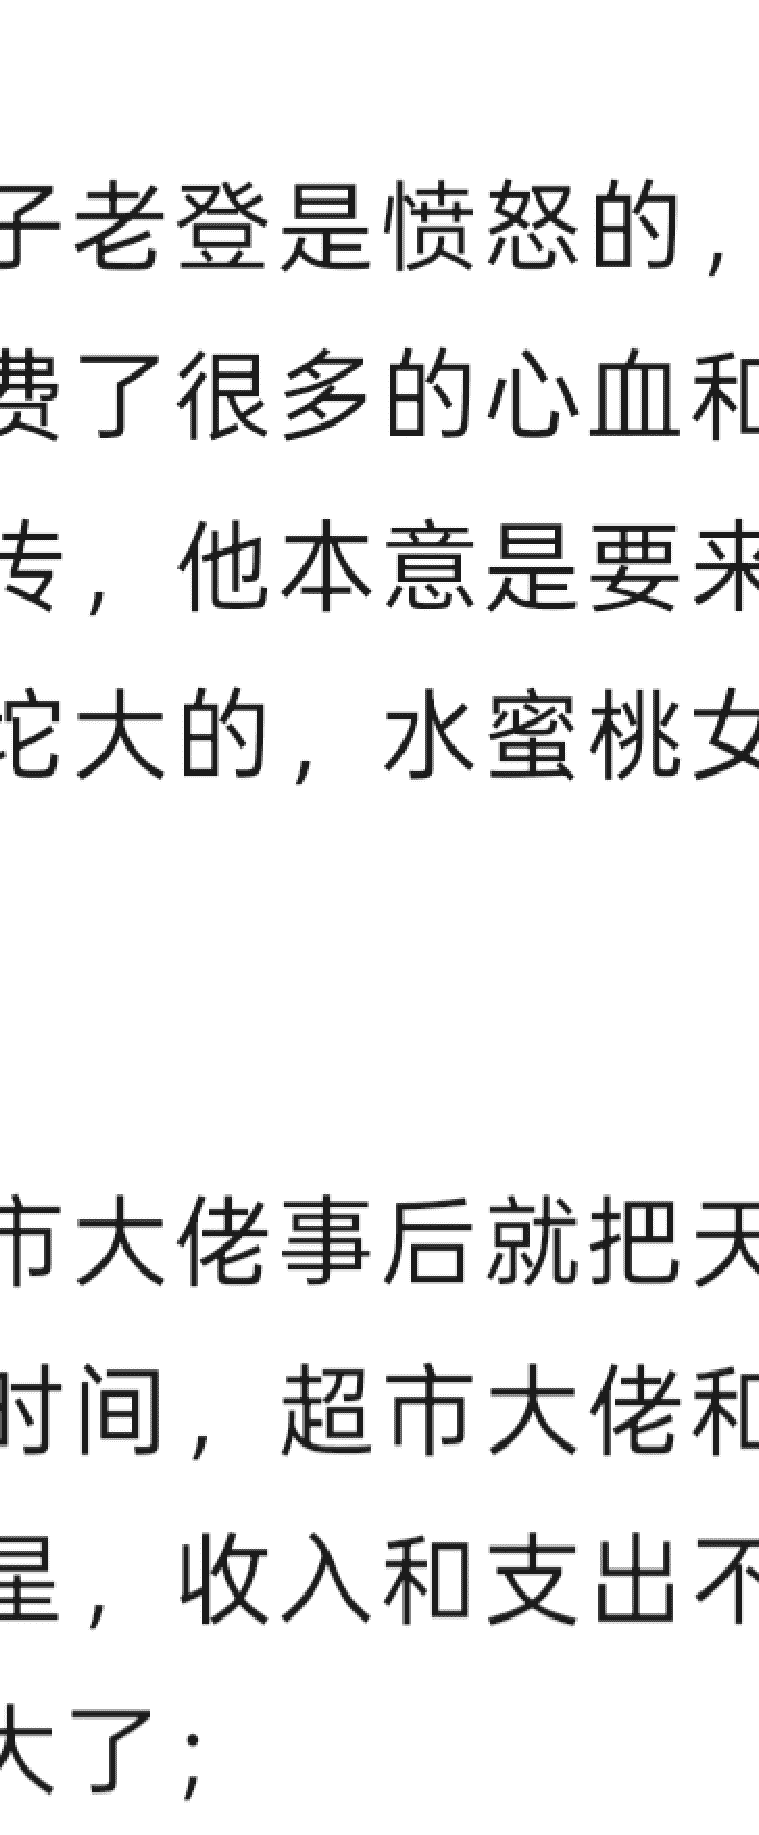 子老登是愤怒的，
费了很多的心血和
传，他本意是要来
坨大的，水蜜桃女
市大佬事后就把天
时间，超市大佬和
星，收入和支出不
大了；